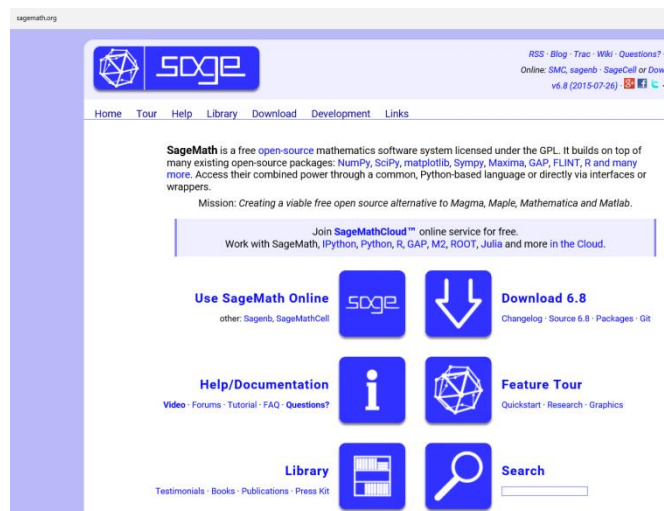 sagemath.org
sage
RSS · Blog · Trac · Wiki · Questions?
Online: SMC, sagenb · SageCell or
v6.8 (2015-07-26) ·
Home Tour Help Library Download Development Links
SageMath is a free open-source mathematics software system licensed under the GPL. It builds on top of
many existing open-source packages: NumPy, SciPy, matplotlib, Sympy, Maxima, GAP, FLINT, R and many
more. Access their combined power through a common, Python-based language or directly via interfaces or
wrappers.
Mission: Creating a viable free open source alternative to Magma, Maple, Mathematica and Matlab.
Join SageMathCloud™ online service for free.
Work with SageMath, IPython, Python, R, GAP, M2, ROOT, Julia and more in the Cloud.
Use SageMath Online
other: Sagenb, SageMathCell
sage
Download 6.8
Changelog · Source 6.8 · Packages · Git
Help/Documentation
Video · Forums · Tutorial · FAQ · Questions?
i
Feature Tour
Quickstart · Research · Graphics
Library
Testimonials · Books · Publications · Press Kit
Search